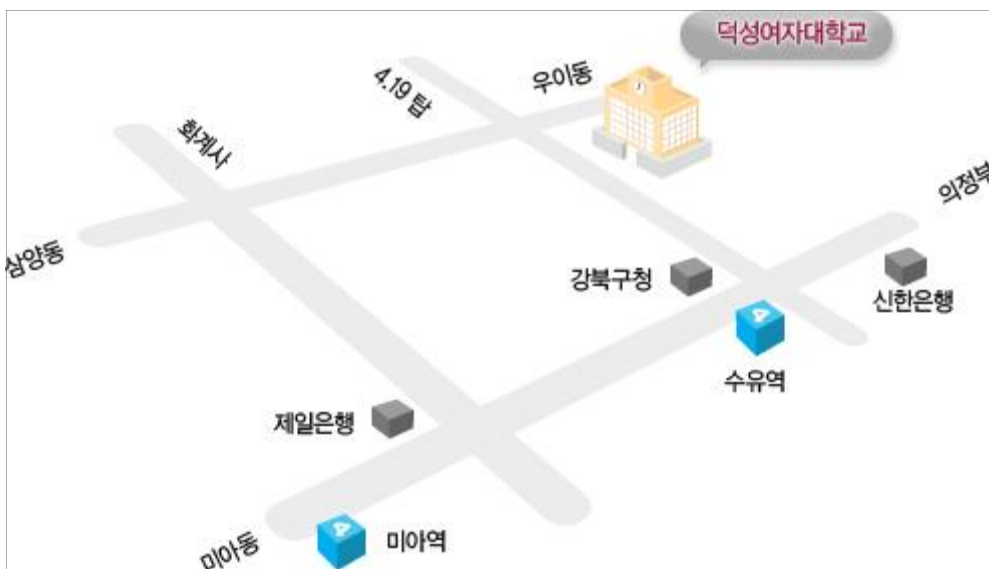 덕성여자대학교
4.19 탑
우이동
화계사
의정부
삼양동
강북구청
신한은행
4
수유역
제일은행
4
미아역
미아동